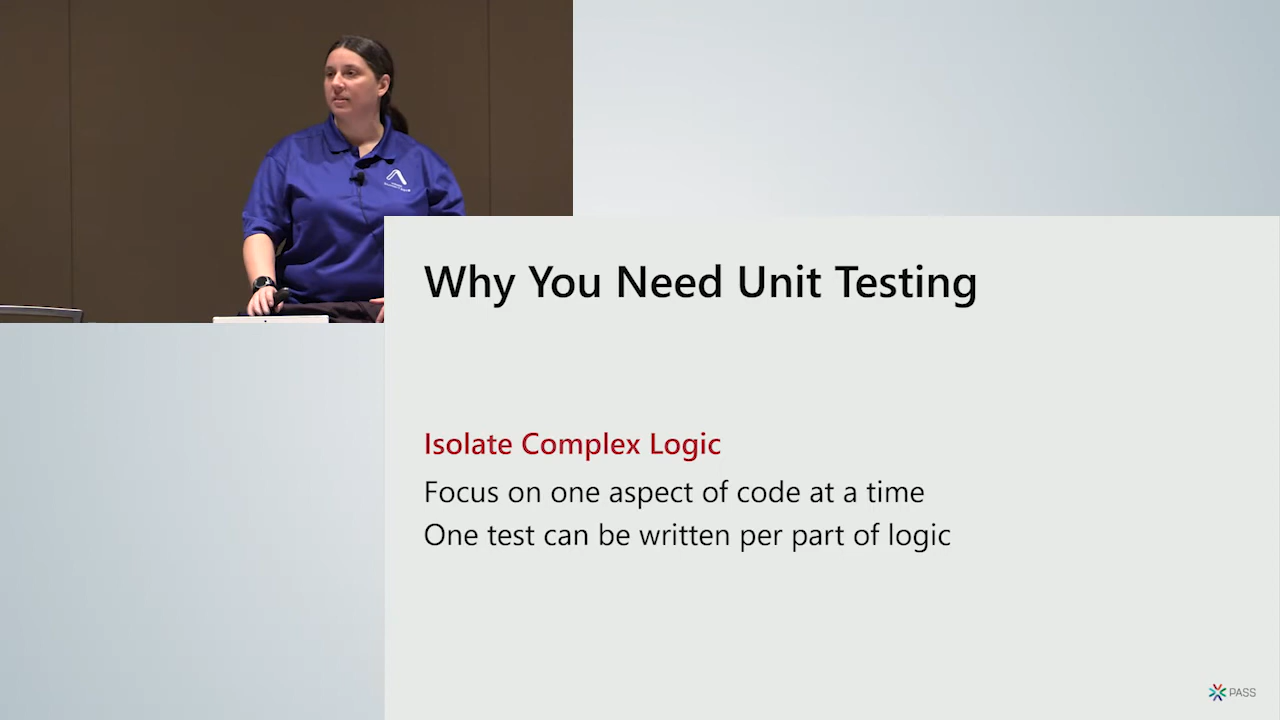 Why You Need Unit Testing
Isolate Complex Logic
Focus on one aspect of code at a time
One test can be written per part of logic
PASS